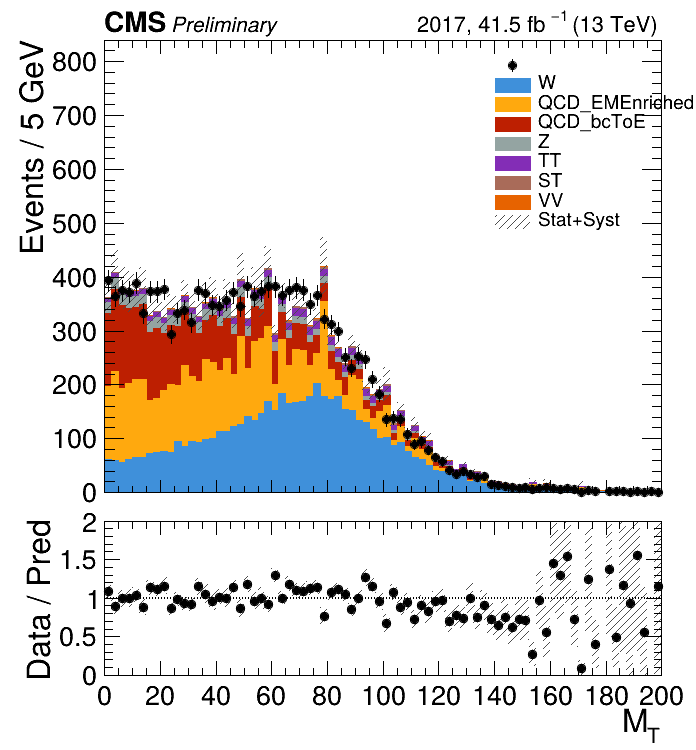 CMS Preliminary 2017, 41.5 fb⁻¹ (13 TeV)
Events / 5 GeV
800
700
600
500
400
300
200
100
0
W
QCD_EMEnriched
QCD_bcToE
Z
TT
ST
VV
Stat+Syst
Data / Pred
2
1.5
1
0.5
0
0 20 40 60 80 100 120 140 160 180 200
M_T